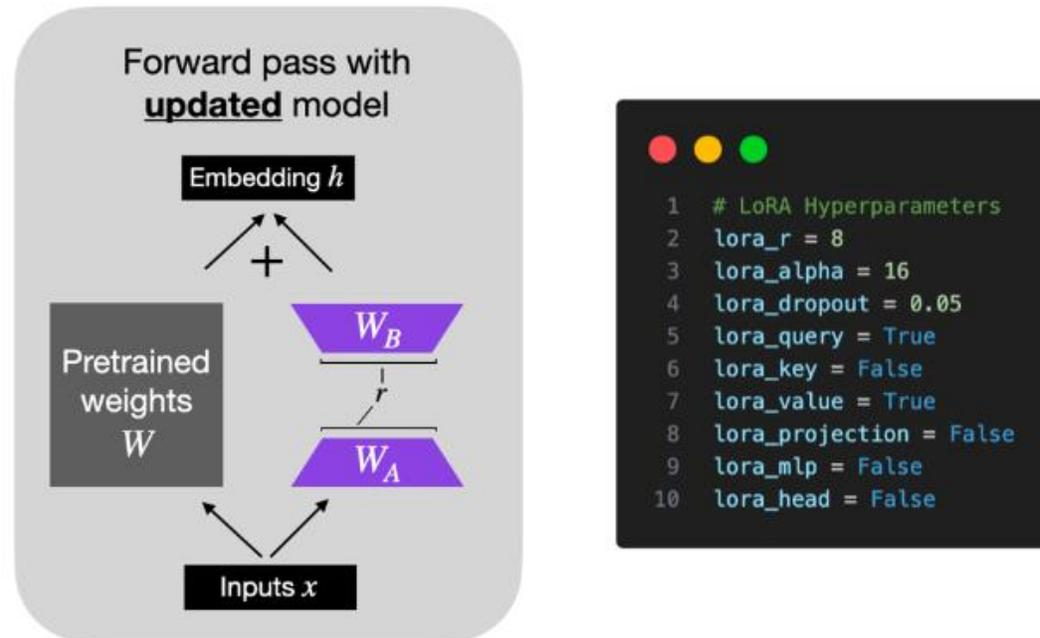 Forward pass with
updated model
Embedding h
+
Pretrained
weights
W
W_B
r
W_A
Inputs x
1 # LoRA Hyperparameters
2 lora_r = 8
3 lora_alpha = 16
4 lora_dropout = 0.05
5 lora_query = True
6 lora_key = False
7 lora_value = True
8 lora_projection = False
9 lora_mlp = False
10 lora_head = False